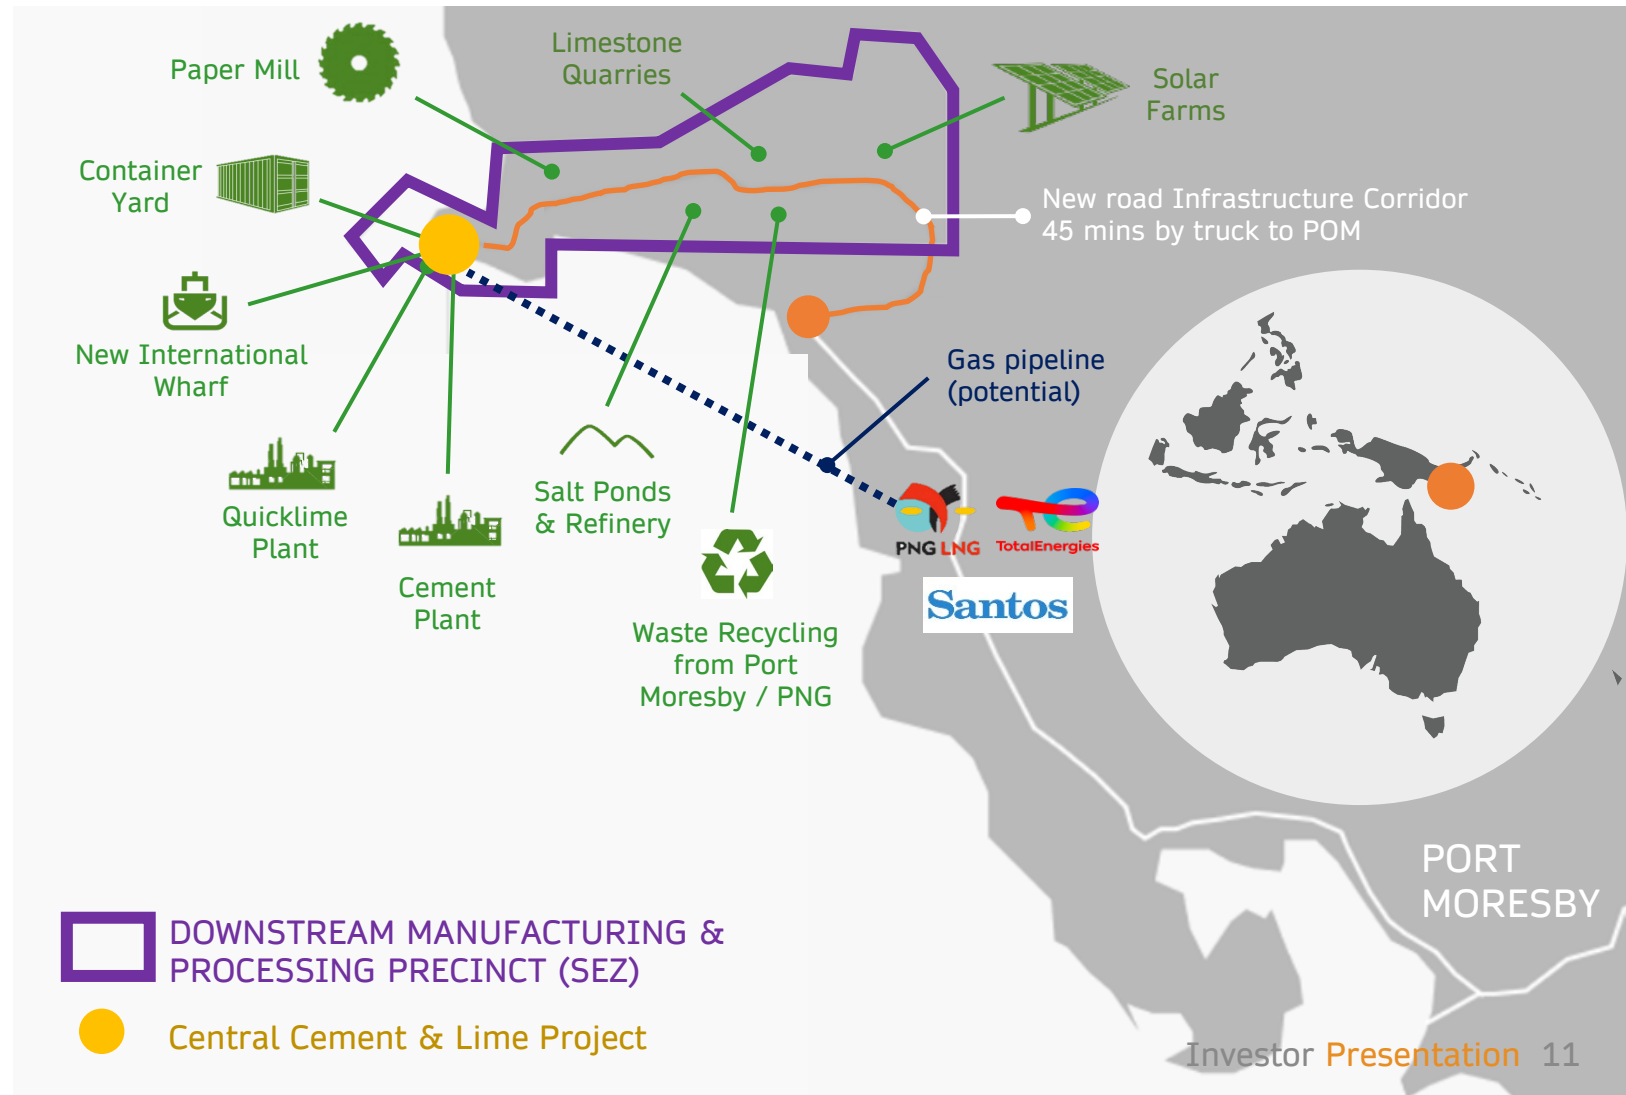 Paper Mill
Limestone
Quarries
Solar
Farms
Container
Yard
New road Infrastructure Corridor
45 mins by truck to POM
New International
Wharf
Gas pipeline
(potential)
Quicklime
Plant
Salt Ponds
& Refinery
PNG LNG
TotalEnergies
Cement
Plant
Santos
Waste Recycling
from Port
Moresby / PNG
PORT
MORESBY
DOWNSTREAM MANUFACTURING &
PROCESSING PRECINCT (SEZ)
Central Cement & Lime Project
Investor Presentation 11